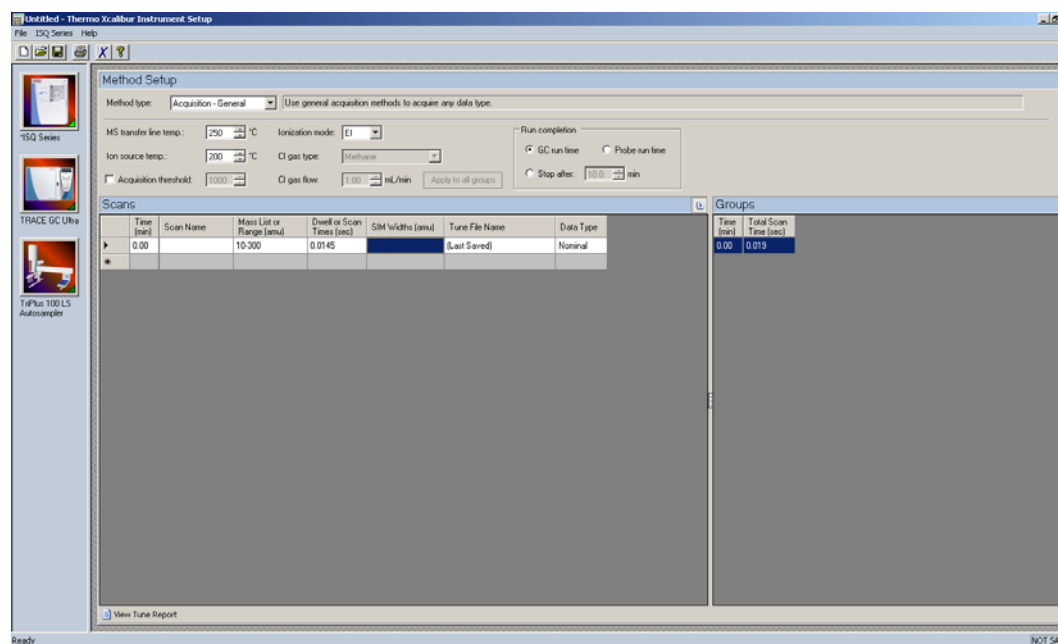 Untitled - Thermo Xcalibur Instrument Setup
File ISQ Series Help
Method Setup
Method type: Acquisition - General Use general acquisition methods to acquire any data type.
MS transfer line temp.: 250 °C Ionization mode: EI
Run completion
GC run time Probe run time
Ion source temp.: 200 °C CI gas type: Methane
Stop after: 10.0 min
Acquisition threshold: 1000 CI gas flow: 1.00 mL/min Apply to all groups
*ISQ Series
TRACE GC Ultra
TriPlus 100 LS
Autosampler
Scans
Time (min) Scan Name Mass List or Range (amu) Dwell or Scan Times (sec) SIM Widths (amu) Tune File Name Data Type
0.00 10-300 0.0145 (Last Saved) Nominal
Groups
Time (min) Total Scan Time (sec)
0.00 0.019
View Tune Report
Ready